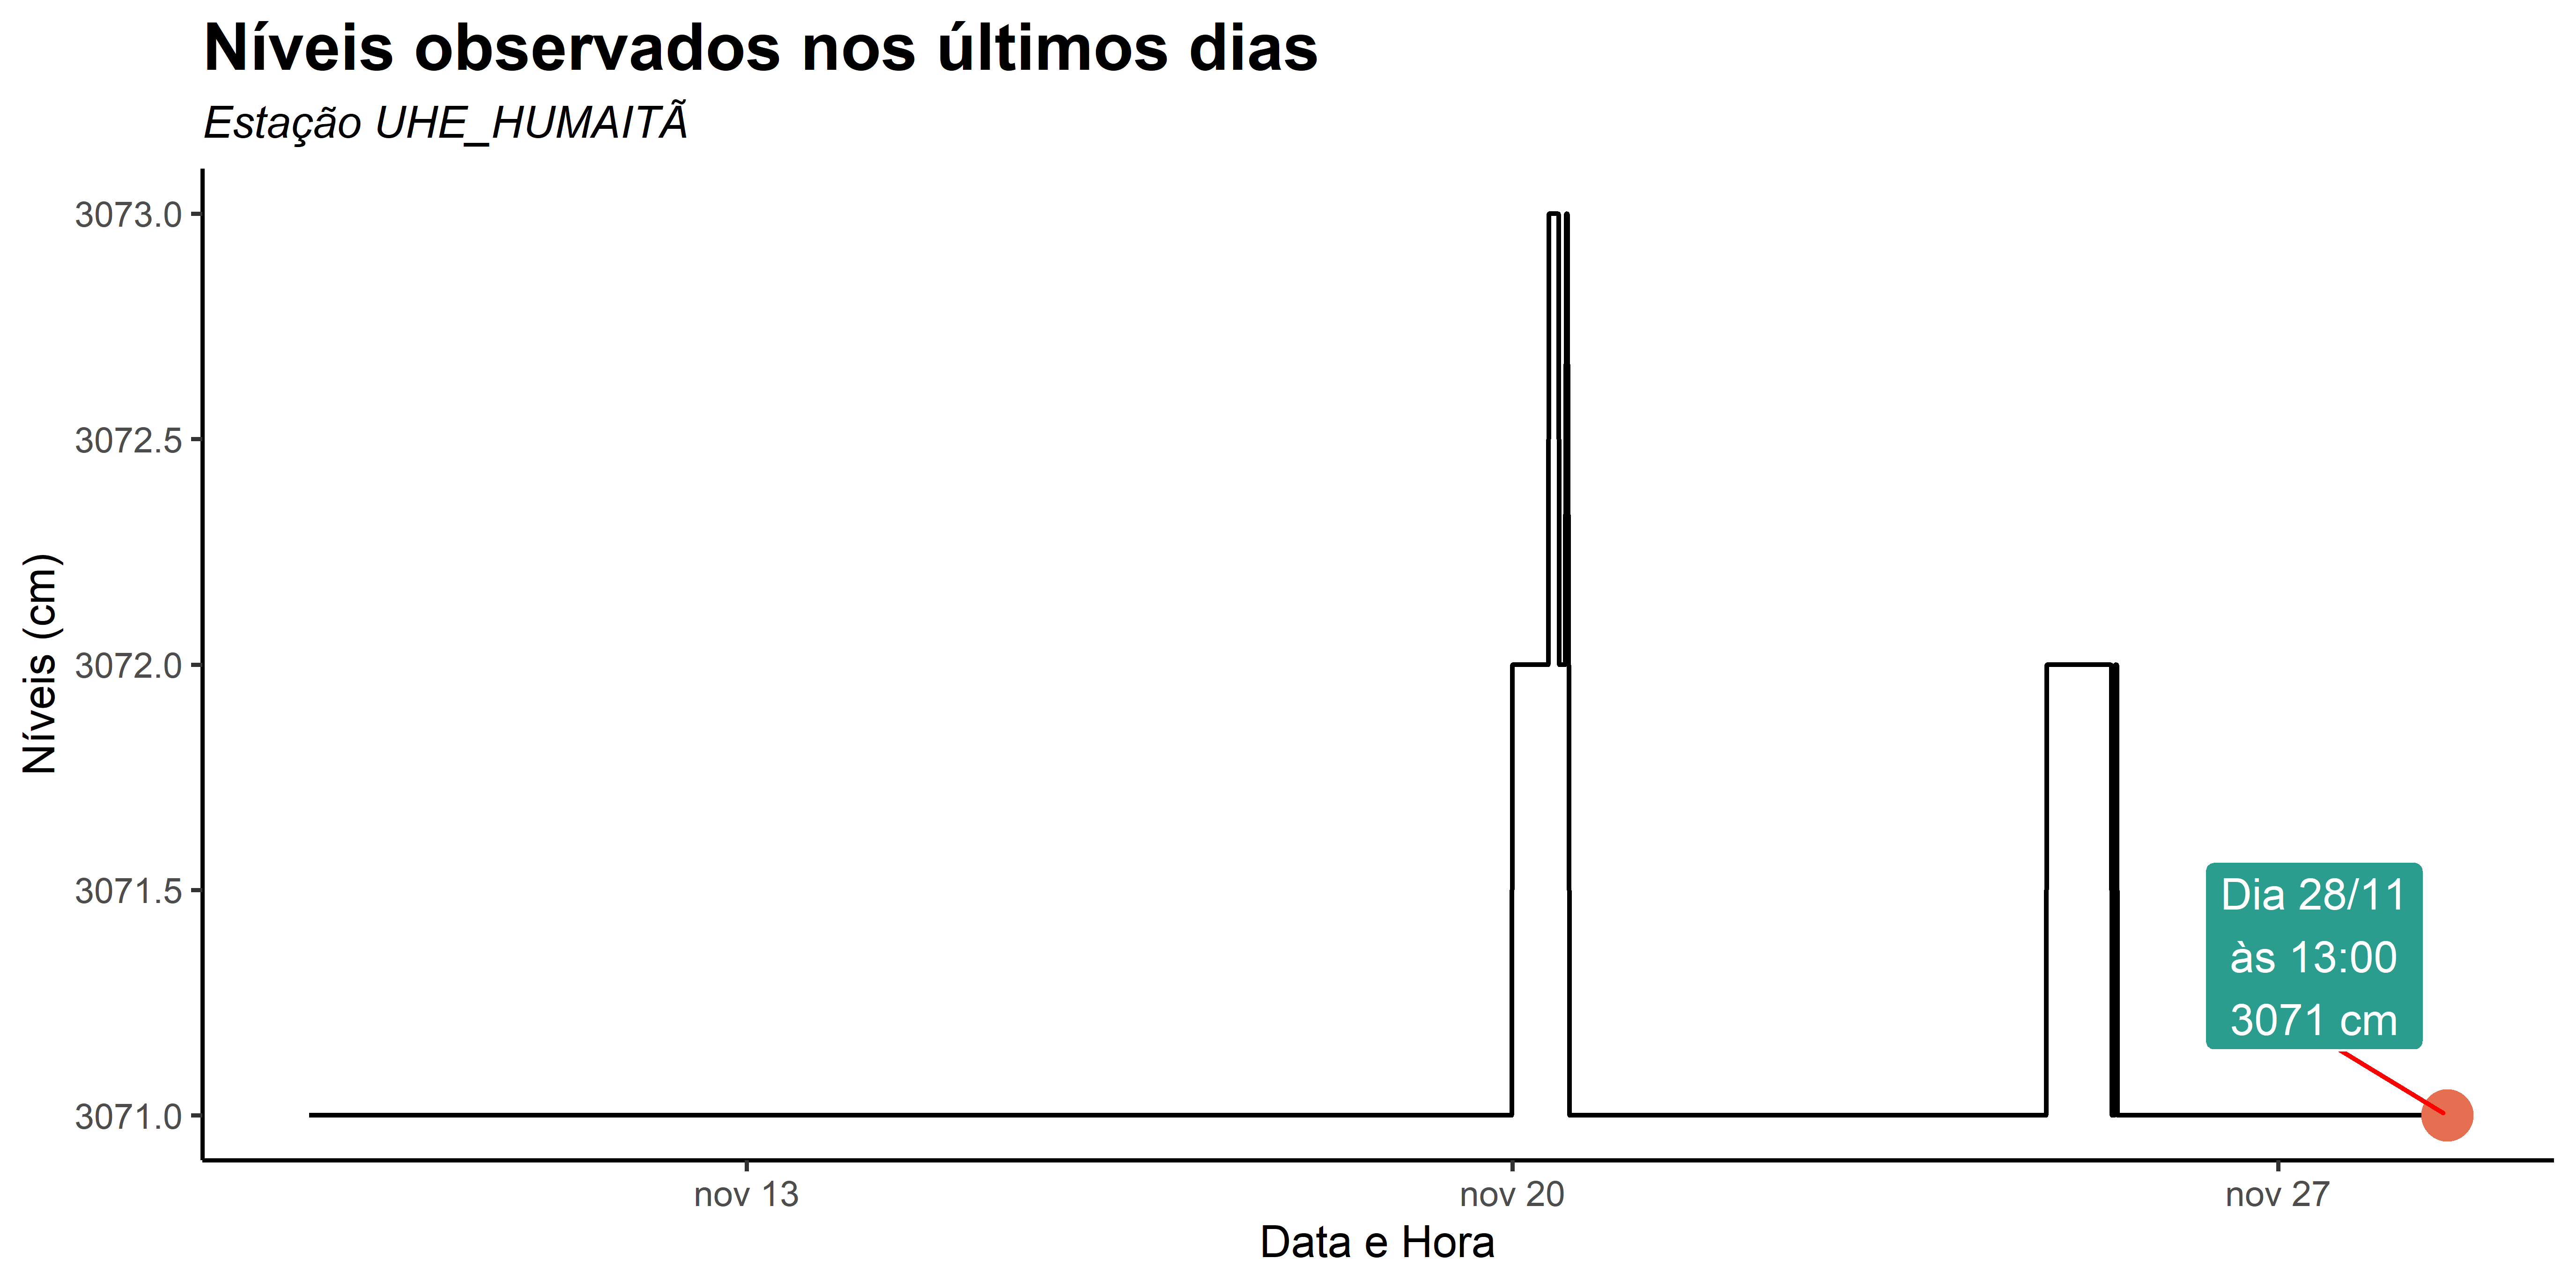 Níveis observados nos últimos dias
Estação UHE_HUMAITÃ
Níveis (cm)
3073.0
3072.5
3072.0
3071.5
3071.0
Dia 28/11
às 13:00
3071 cm
nov 13
nov 20
nov 27
Data e Hora